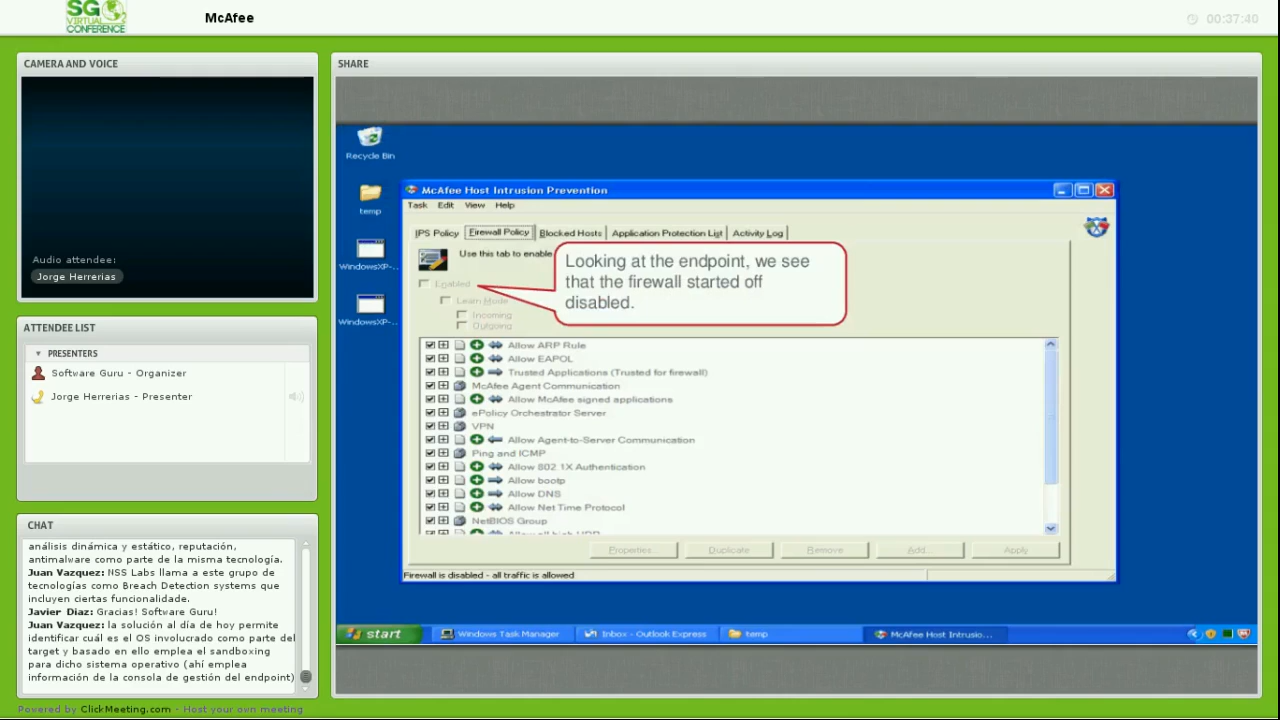 SG
VIRTUAL
CONFERENCE
McAfee
00:37:40
CAMERA AND VOICE
Audio attendee:
Jorge Herrerias
ATTENDEE LIST
PRESENTERS
Software Guru - Organizer
Jorge Herrerias - Presenter
CHAT
análisis dinámica y estático, reputación,
antimalware como parte de la misma tecnología.
Juan Vazquez: NSS Labs llama a este grupo de
tecnologías como Breach Detection systems que
incluyen ciertas funcionalidade.
Javier Diaz: Gracias! Software Guru!
Juan Vazquez: la solución al día de hoy permite
identificar cuál es el OS involucrado como parte del
target y basado en ello emplea el sandboxing
para dicho sistema operativo (ahí emplea
información de la consola de gestión del endpoint)
SHARE
Recycle Bin
temp
WindowsXP-...
WindowsXP-...
McAfee Host Intrusion Prevention
Task Edit View Help
IPS Policy Firewall Policy Blocked Hosts Application Protection List Activity Log
Use this tab to enable
Enabled
Learn Mode
Incoming
Outgoing
Looking at the endpoint, we see
that the firewall started off
disabled.
Allow ARP Rule
Allow EAPOL
Trusted Applications (Trusted for firewall)
McAfee Agent Communication
Allow McAfee signed applications
ePolicy Orchestrator Server
VPN
Allow Agent-to-Server Communication
Ping and ICMP
Allow 802.1X Authentication
Allow bootp
Allow DNS
Allow Net Time Protocol
NetBIOS Group
Properties... Duplicate Remove Add... Apply
Firewall is disabled - all traffic is allowed
start Windows Task Manager Inbox - Outlook Express temp McAfee Host Intrusio...
Powered by ClickMeeting.com - Host your own meeting